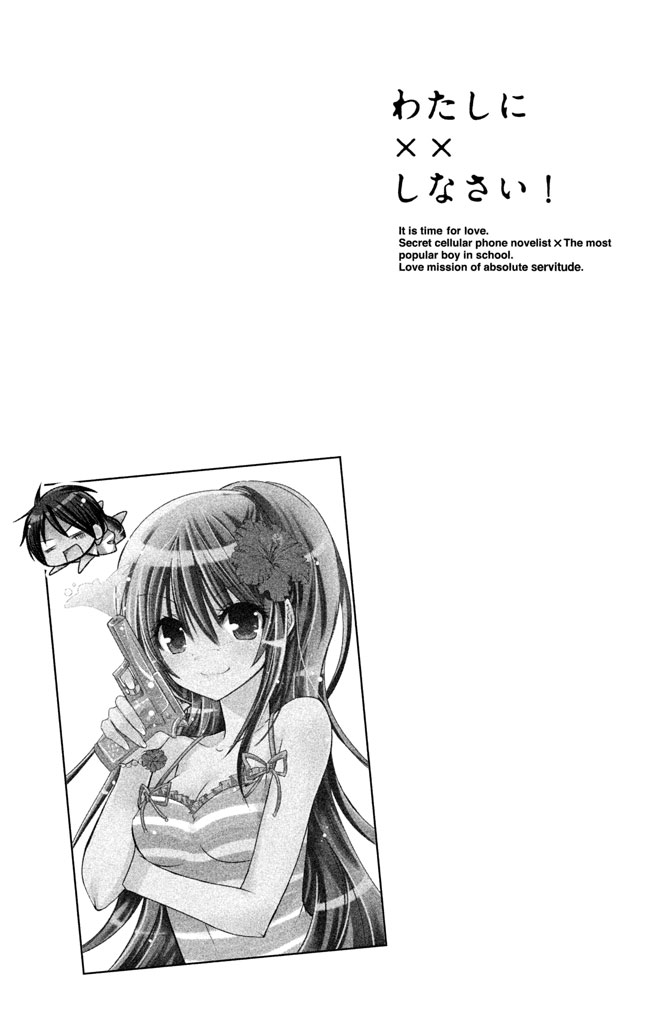 わたしに
××
しなさい！
It is time for love.
Secret cellular phone novelist×The most
popular boy in school.
Love mission of absolute servitude.